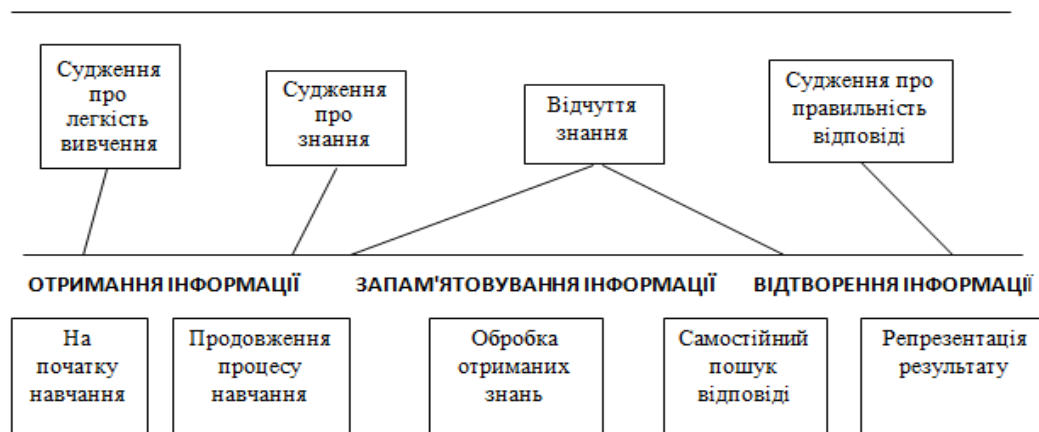 Судження
про
легкість
вивчення
Судження
про
знання
Відчуття
знання
Судження про
правильність
відповіді
ОТРИМАННЯ ІНФОРМАЦІЇ
ЗАПАМ'ЯТОВУВАННЯ ІНФОРМАЦІЇ
ВІДТВОРЕННЯ ІНФОРМАЦІЇ
На
початку
навчання
Продовження
процесу
навчання
Обробка
отриманих
знань
Самостійний
пошук
відповіді
Репрезентація
результату